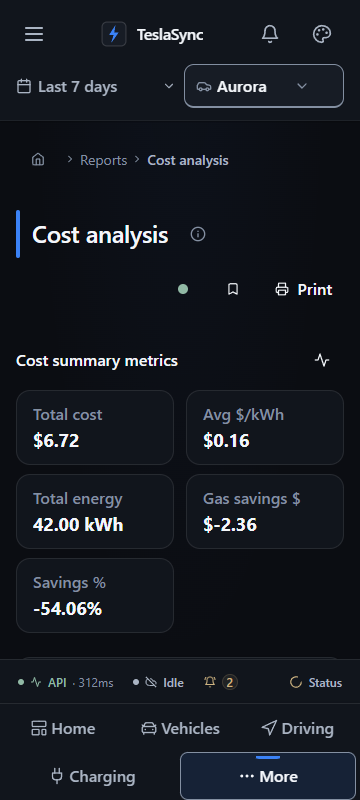 TeslaSync
Last 7 days
Aurora
Reports
Cost analysis
Cost analysis
Print
Cost summary metrics
Total cost
$6.72
Avg $/kWh
$0.16
Total energy
42.00 kWh
Gas savings $
$-2.36
Savings %
-54.06%
API · 312ms
Idle
2
Status
Home
Vehicles
Driving
Charging
More